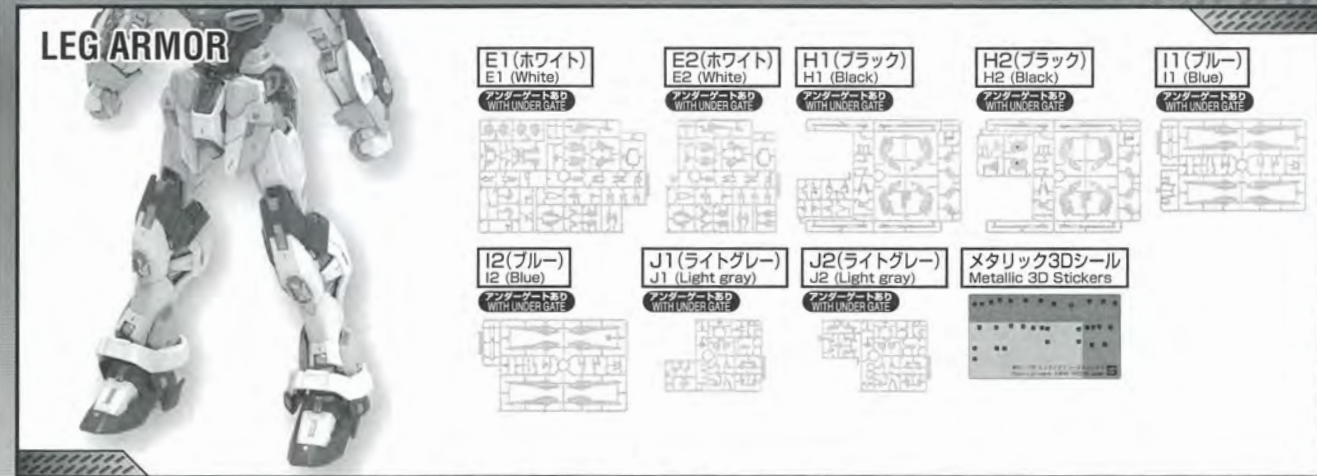 LEG ARMOR
E1(ホワイト)
E1 (White)
アンダーゲートあり
WITH UNDER GATE
E2(ホワイト)
E2 (White)
アンダーゲートあり
WITH UNDER GATE
H1(ブラック)
H1 (Black)
アンダーゲートあり
WITH UNDER GATE
H2(ブラック)
H2 (Black)
アンダーゲートあり
WITH UNDER GATE
I1(ブルー)
I1 (Blue)
アンダーゲートあり
WITH UNDER GATE
I2(ブルー)
I2 (Blue)
アンダーゲートあり
WITH UNDER GATE
J1(ライトグレー)
J1 (Light gray)
アンダーゲートあり
WITH UNDER GATE
J2(ライトグレー)
J2 (Light gray)
アンダーゲートあり
WITH UNDER GATE
メタリック3Dシール
Metallic 3D Stickers